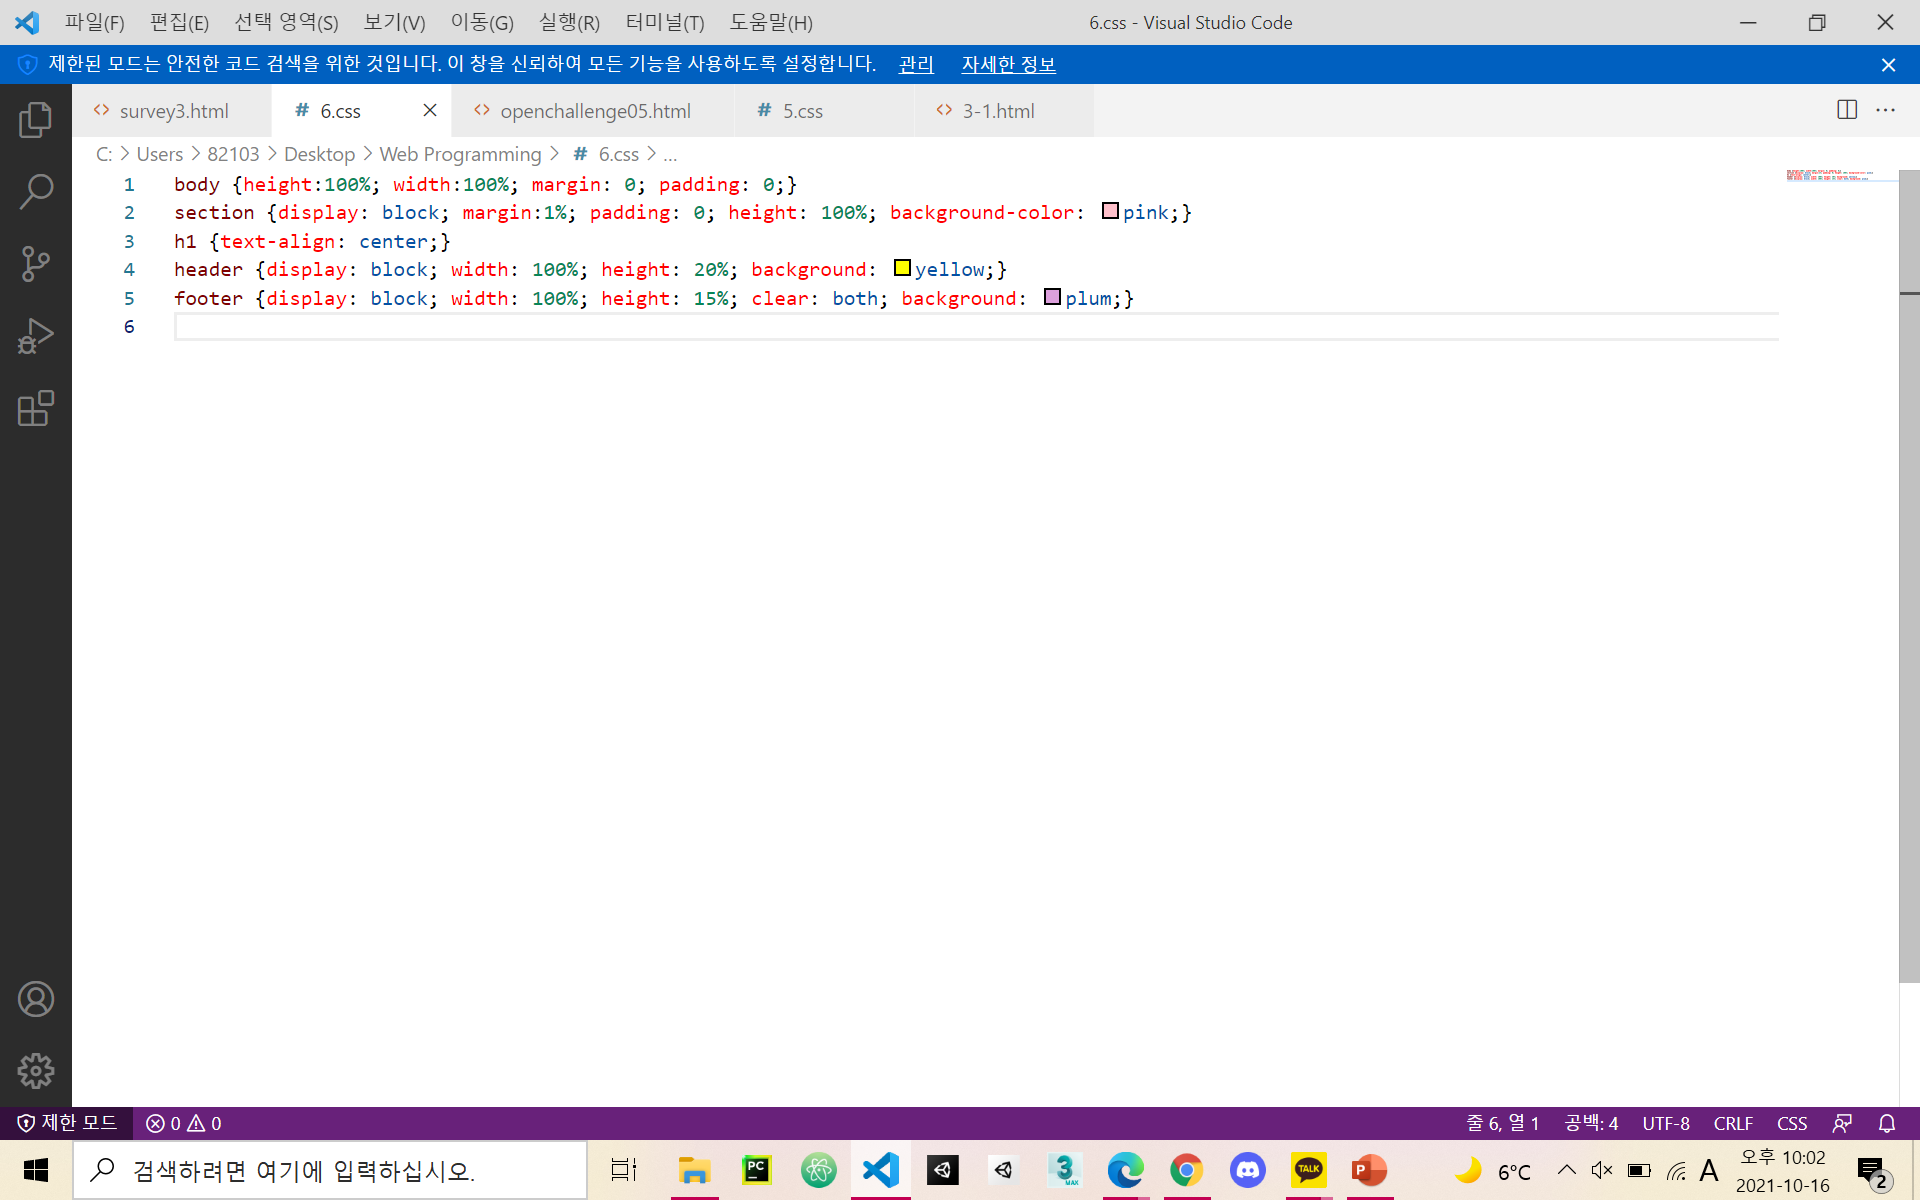 파일(F) 편집(E) 선택 영역(S) 보기(V) 이동(G) 실행(R) 터미널(T) 도움말(H) 6.css - Visual Studio Code
제한된 모드는 안전한 코드 검색을 위한 것입니다. 이 창을 신뢰하여 모든 기능을 사용하도록 설정합니다. 관리 자세한 정보
<> survey3.html # 6.css <> openchallenge05.html # 5.css <> 3-1.html
C: > Users > 82103 > Desktop > Web Programming > # 6.css > ...
1 body {height:100%; width:100%; margin: 0; padding: 0;}
2 section {display: block; margin:1%; padding: 0; height: 100%; background-color: pink;}
3 h1 {text-align: center;}
4 header {display: block; width: 100%; height: 20%; background: yellow;}
5 footer {display: block; width: 100%; height: 15%; clear: both; background: plum;}
6
제한 모드 0 0 줄 6, 열 1 공백: 4 UTF-8 CRLF CSS
검색하려면 여기에 입력하십시오. PC 3 MAX TALK P 6°C A 오후 10:02
2021-10-16 2